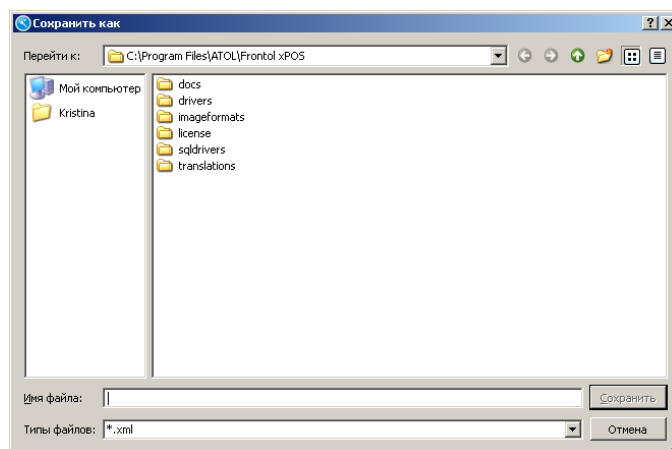 Сохранить как
Перейти к: C:\Program Files\ATOL\Frontol xPOS
Мой компьютер
Kristina
docs
drivers
imageformats
license
sqldrivers
translations
Имя файла:
Сохранить
Типы файлов: *.xml
Отмена